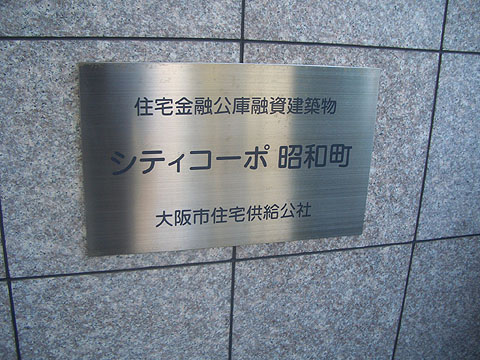 住宅金融公庫融資建築物
シティコーポ 昭和町
大阪市住宅供給公社